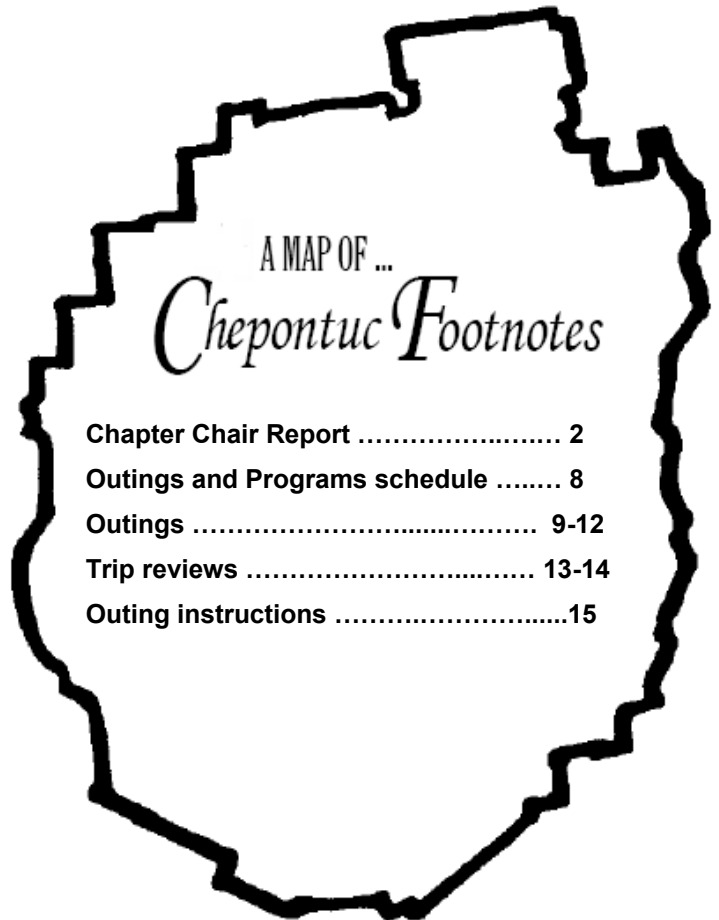 A MAP OF ...
Chepontuc Footnotes
Chapter Chair Report ……………..….… 2
Outings and Programs schedule …..… 8
Outings ……………………......………. 9-12
Trip reviews …………………….....…… 13-14
Outing instructions ……….…………......15